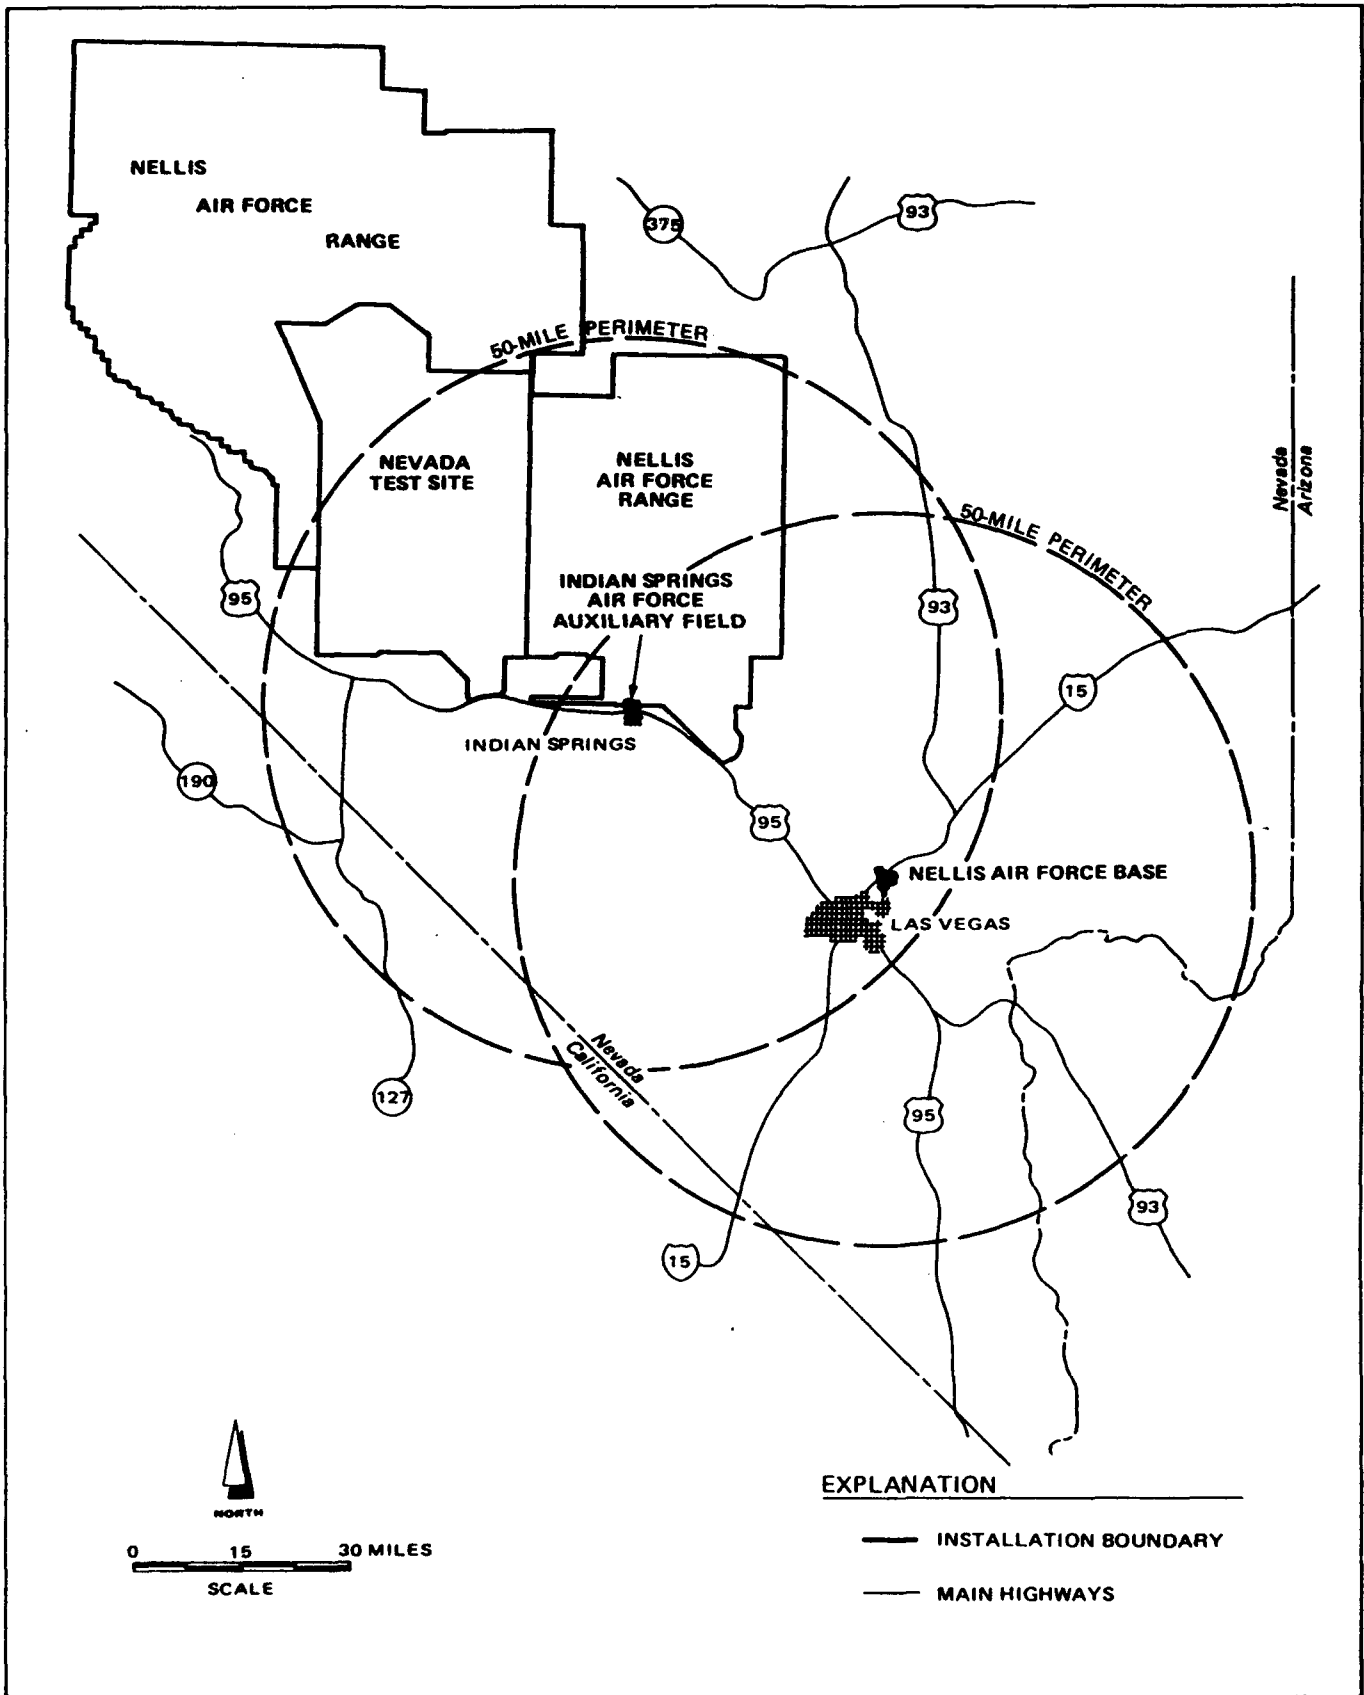 NELLIS
AIR FORCE
RANGE
375
93
50-MILE PERIMETER
NEVADA
TEST SITE
NELLIS
AIR FORCE
RANGE
Nevada
Arizona
50-MILE PERIMETER
INDIAN SPRINGS
AIR FORCE
AUXILIARY FIELD
95
93
15
INDIAN SPRINGS
190
95
NELLIS AIR FORCE BASE
LAS VEGAS
Nevada
California
127
95
93
15
NORTH
0 15 30 MILES
SCALE
EXPLANATION
INSTALLATION BOUNDARY
MAIN HIGHWAYS